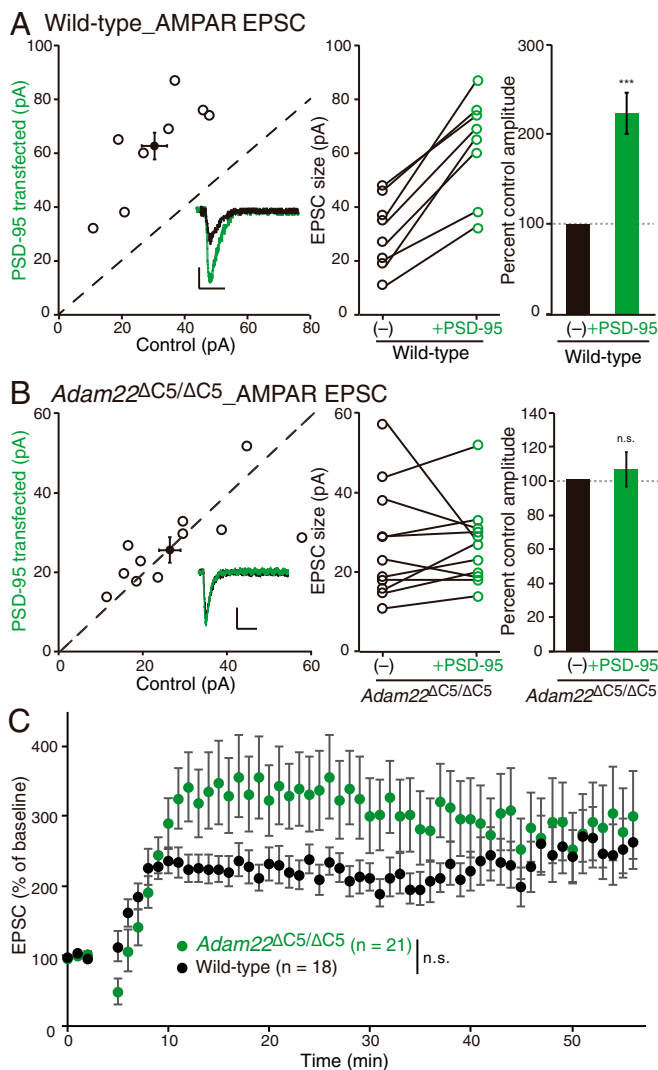 A Wild-type_AMPAR EPSC
PSD-95 transfected (pA)
100
80
60
40
20
0
0 20 40 60 80
Control (pA)
EPSC size (pA)
100
80
60
40
20
0
(-) +PSD-95
Wild-type
Percent control amplitude
300
200
100
0
***
(-) +PSD-95
Wild-type
B Adam22ΔC5/ΔC5_AMPAR EPSC
PSD-95 transfected (pA)
60
40
20
0
0 20 40 60
Control (pA)
EPSC size (pA)
60
40
20
0
(-) +PSD-95
Adam22ΔC5/ΔC5
Percent control amplitude
140
120
100
80
60
40
20
0
n.s.
(-) +PSD-95
Adam22ΔC5/ΔC5
C
EPSC (% of baseline)
400
300
200
100
0
Adam22ΔC5/ΔC5 (n = 21)
Wild-type (n = 18)
n.s.
0 10 20 30 40 50
Time (min)